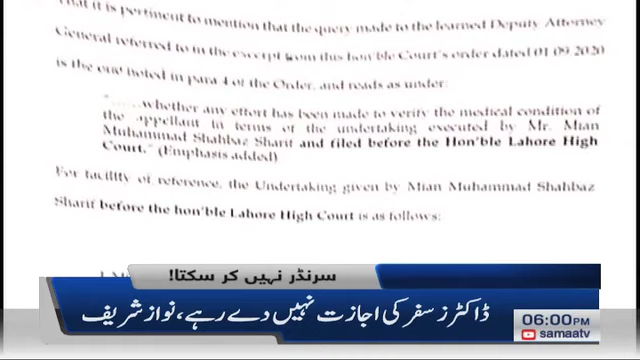 That it is pertinent to mention that the query made to the learned Deputy Attorney
General referred to in the excerpt from this hon'ble Court's order dated 01.09.2020
is the one noted in para 4 of the Order, and reads as under:
"......whether any effort has been made to verify the medical condition of
the appellant in terms of the undertaking executed by Mr. Mian
Muhammad Shahbaz Sharif and filed before the Hon'ble Lahore High
Court." (Emphasis added)
For facility of reference, the Undertaking given by Mian Muhammad Shahbaz
Sharif before the hon'ble Lahore High Court is as follows:
سرنڈر نہیں کر سکتا!
ڈاکٹرز سفر کی اجازت نہیں دے رہے، نواز شریف
06:00PM
samaatv